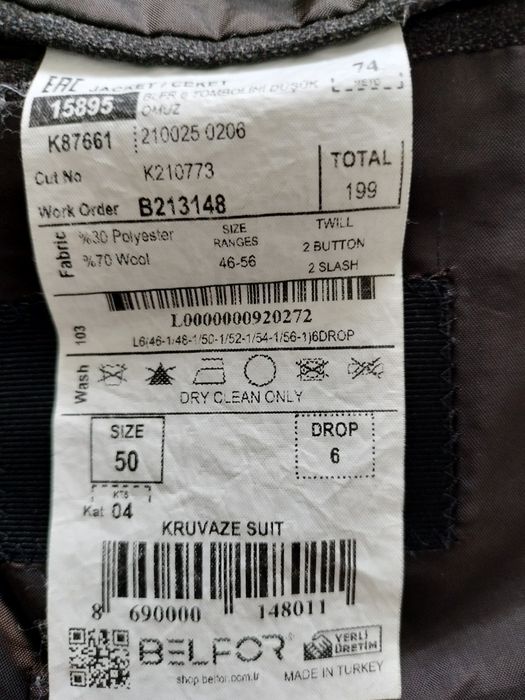 EAC JACKET / CEKET 74
15895 OMUZ
K87661 210025 0206
Cut No K210773
TOTAL
199
Work Order B213148
Fabric
%30 Polyester
%70 Wool
SIZE RANGES
46-56
TWILL
2 BUTTON
2 SLASH
L0000000920272
103
L6(46-1/48-1/50-1/52-1/54-1/56-1)6DROP
Wash
DRY CLEAN ONLY
SIZE
50
DROP
6
Kat 04
KRUVAZE SUIT
8 690000 148011
BELFOR®
YERLİ ÜRETİM
shop.belfor.com.tr
MADE IN TURKEY